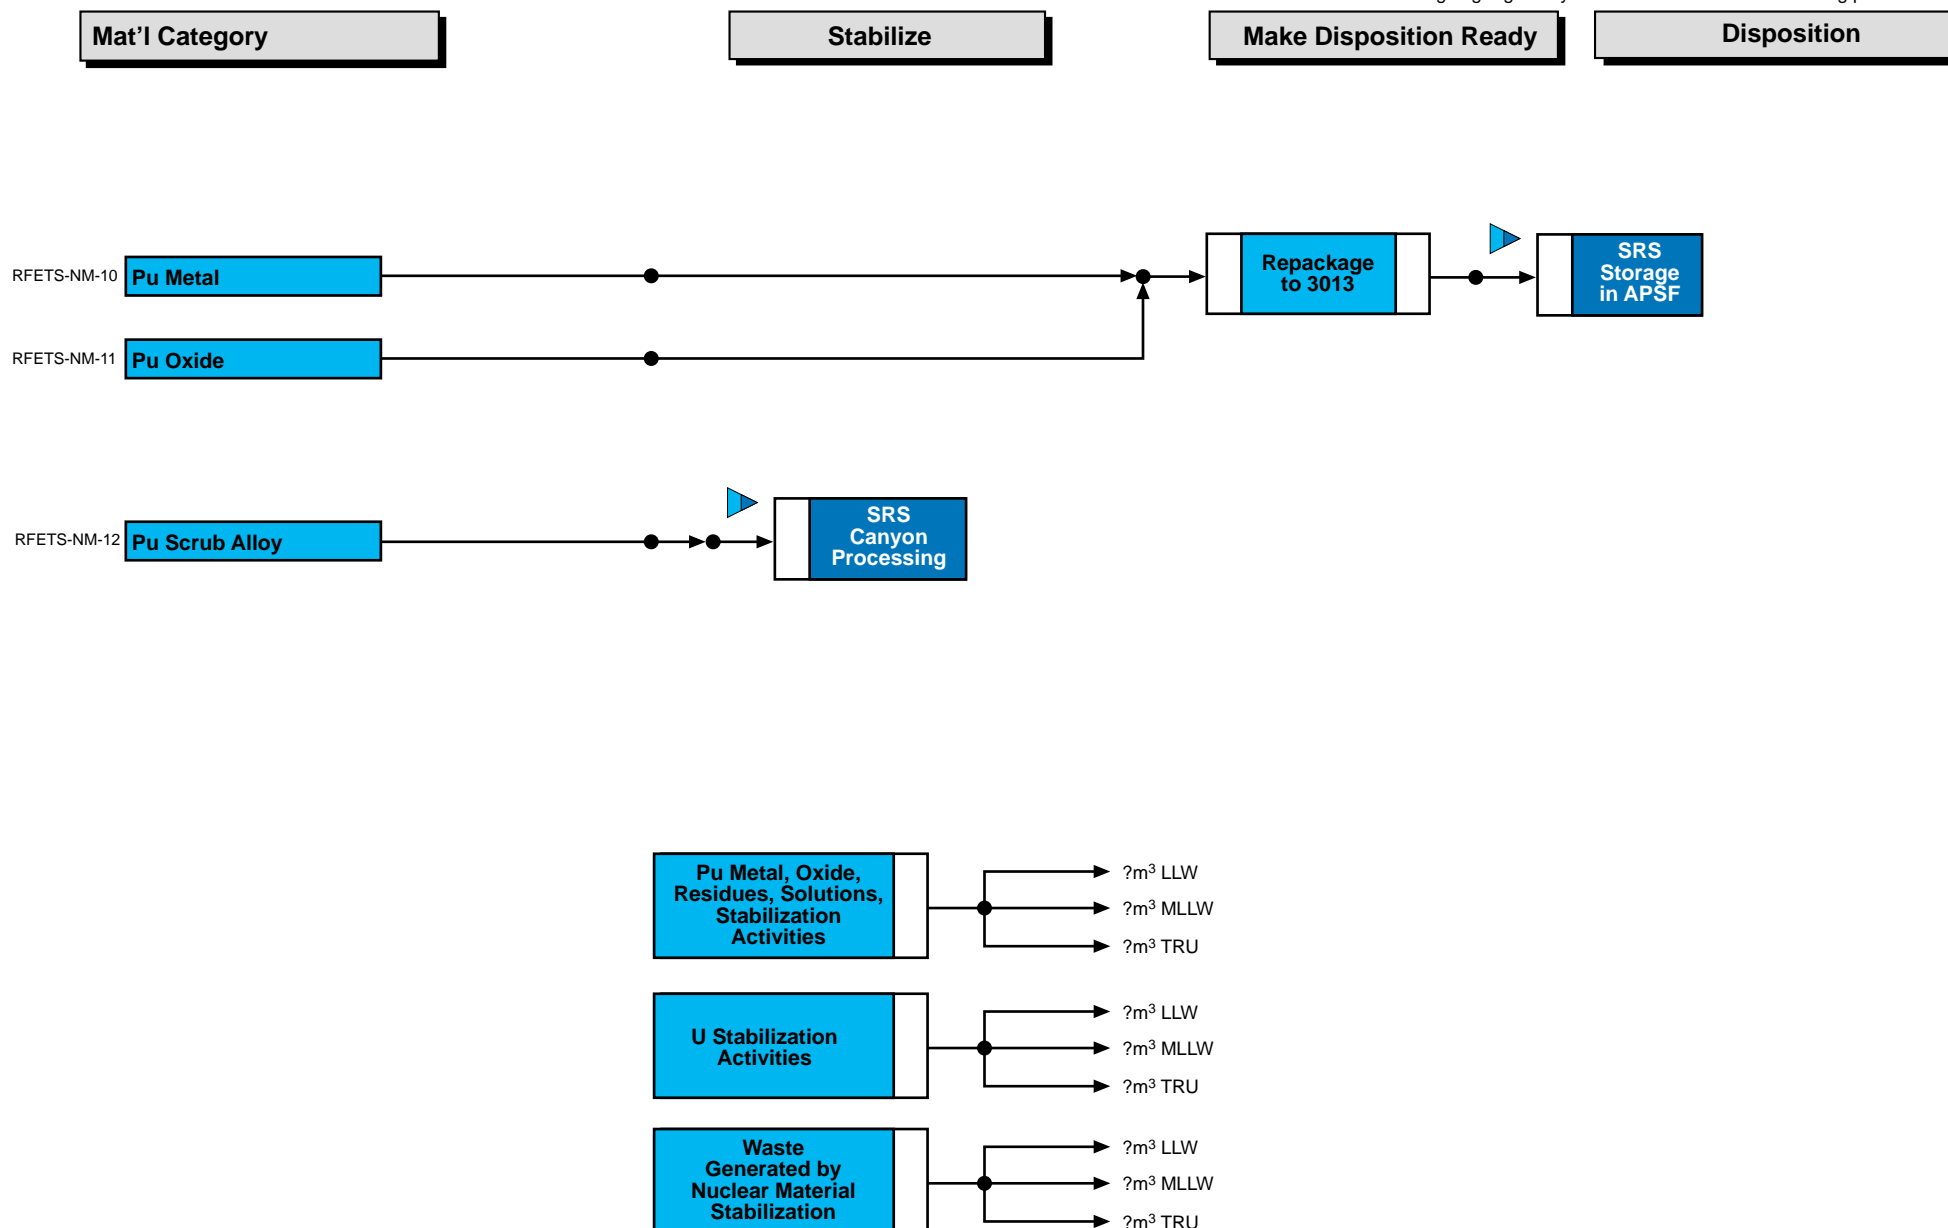 Mat’l Category
Stabilize
Make Disposition Ready
Disposition
RFETS-NM-10
Pu Metal
Repackage
to 3013
SRS
Storage
in APSF
RFETS-NM-11
Pu Oxide
RFETS-NM-12
Pu Scrub Alloy
SRS
Canyon
Processing
Pu Metal, Oxide,
Residues, Solutions,
Stabilization
Activities
?m³ LLW
?m³ MLLW
?m³ TRU
U Stabilization
Activities
?m³ LLW
?m³ MLLW
?m³ TRU
Waste
Generated by
Nuclear Material
Stabilization
?m³ LLW
?m³ MLLW
?m³ TRU